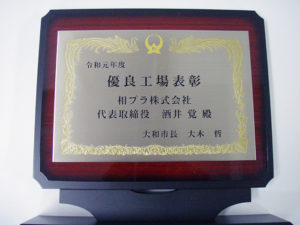 令和元年度
優良工場表彰
相プラ株式会社
代表取締役 酒井 覚 殿
大和市長 大木 哲